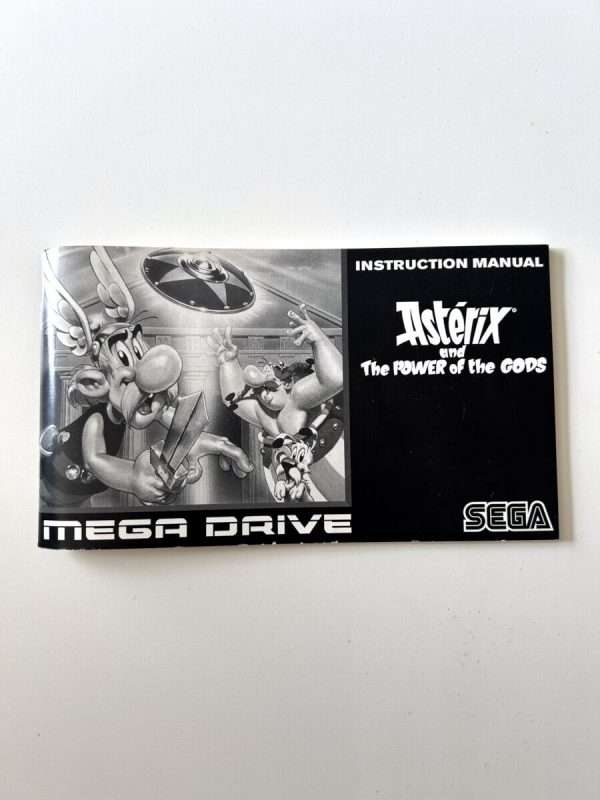 INSTRUCTION MANUAL
Astérix®
and
The POWER of the GODS
MEGA DRIVE
SEGA